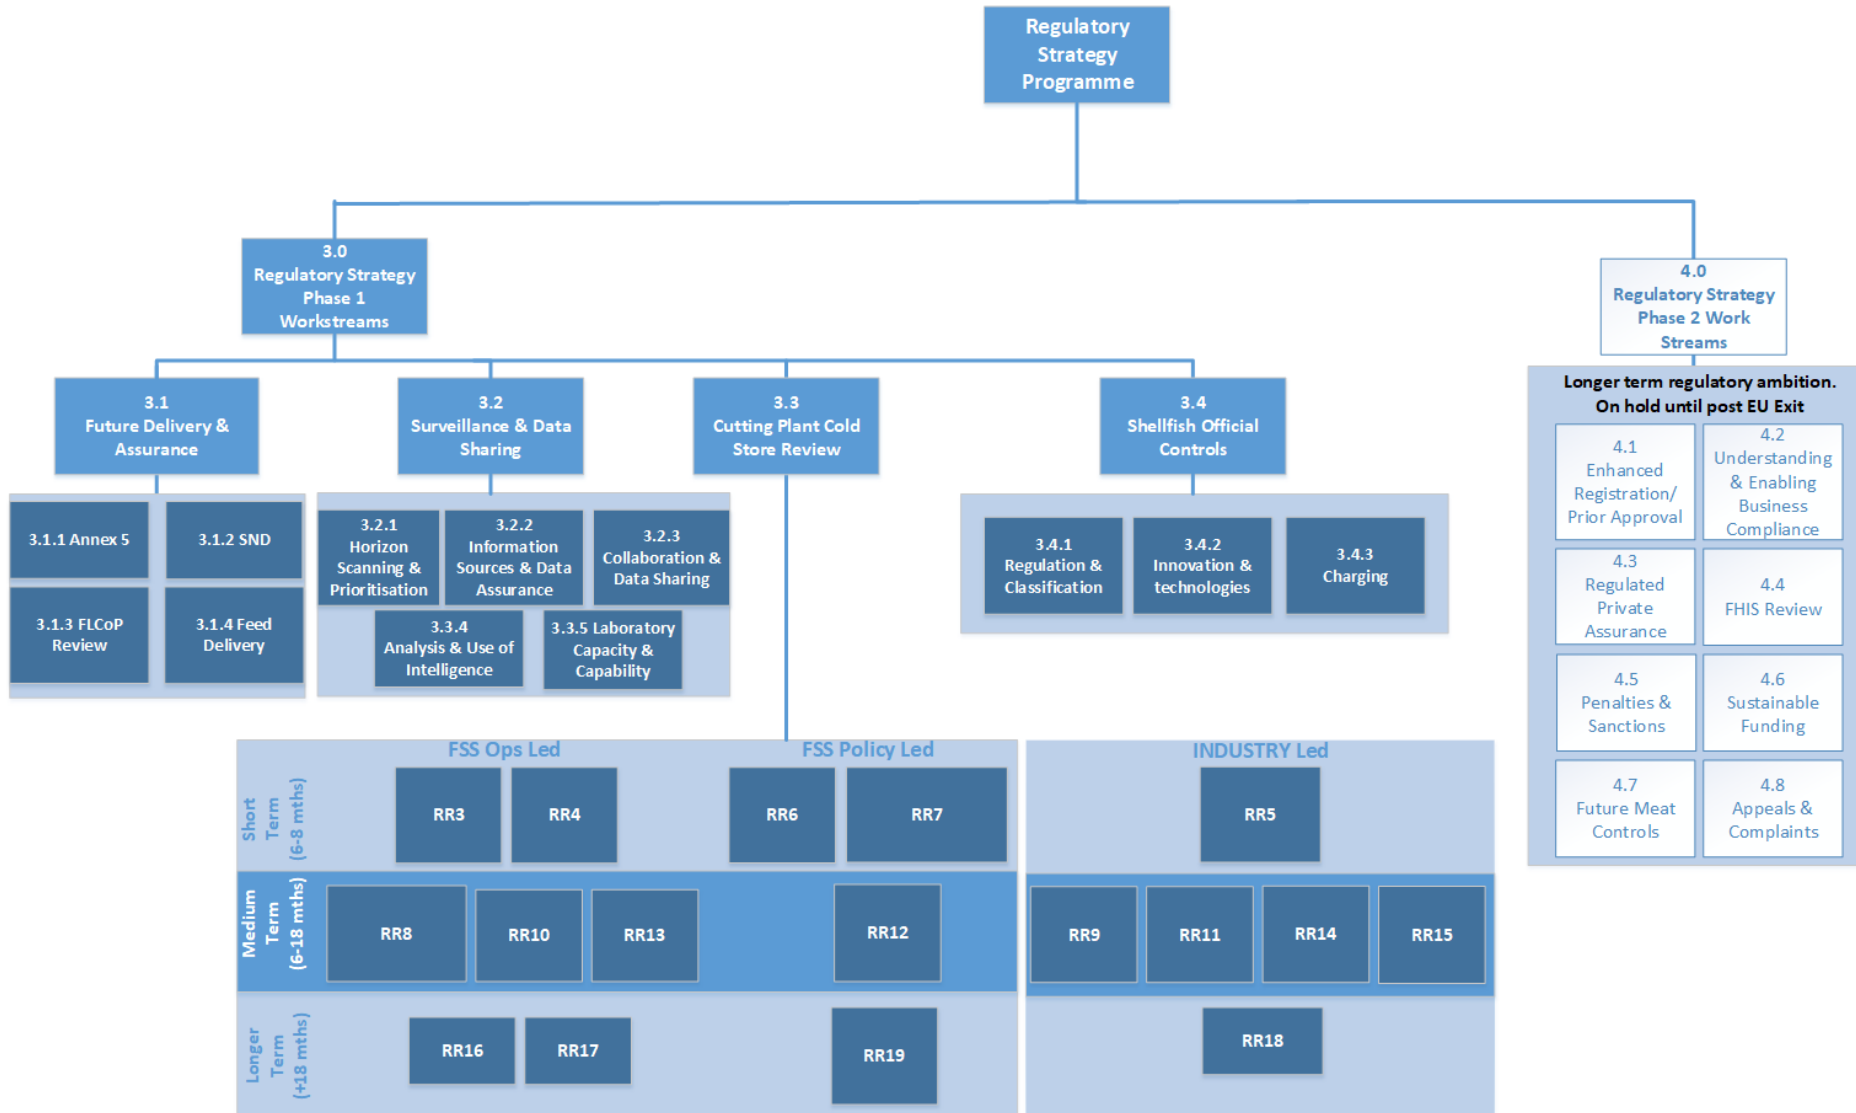 Regulatory
Strategy
Programme
3.0
Regulatory Strategy
Phase 1
Workstreams
4.0
Regulatory Strategy
Phase 2 Work
Streams
3.1
Future Delivery &
Assurance
3.2
Surveillance & Data
Sharing
3.3
Cutting Plant Cold
Store Review
3.4
Shellfish Official
Controls
Longer term regulatory ambition.
On hold until post EU Exit
3.1.1 Annex 5
3.1.2 SND
3.1.3 FLCoP
Review
3.1.4 Feed
Delivery
3.2.1
Horizon
Scanning &
Prioritisation
3.2.2
Information
Sources & Data
Assurance
3.2.3
Collaboration &
Data Sharing
3.3.4
Analysis & Use of
Intelligence
3.3.5 Laboratory
Capacity &
Capability
3.4.1
Regulation &
Classification
3.4.2
Innovation &
technologies
3.4.3
Charging
4.1
Enhanced
Registration/
Prior Approval
4.2
Understanding
& Enabling
Business
Compliance
4.3
Regulated
Private
Assurance
4.4
FHIS Review
4.5
Penalties &
Sanctions
4.6
Sustainable
Funding
4.7
Future Meat
Controls
4.8
Appeals &
Complaints
FSS Ops Led
FSS Policy Led
INDUSTRY Led
Short
Term
(6-8 mths)
RR3
RR4
RR6
RR7
RR5
Medium
Term
(6-18 mths)
RR8
RR10
RR13
RR12
RR9
RR11
RR14
RR15
Longer
Term
(+18 mths)
RR16
RR17
RR19
RR18